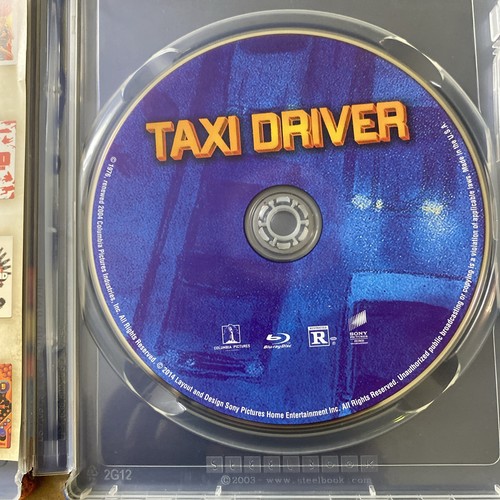 TAXI DRIVER
© 1976, renewed 2004 Columbia Pictures Industries, Inc. All Rights Reserved. © 2014 Layout and Design Sony Pictures Home Entertainment Inc. All Rights Reserved. Unauthorized public broadcasting or copying is a violation of applicable laws. Made in the U.S.A.
COLUMBIA PICTURES
Blu-ray Disc
R
SONY
STEELBOOK
2G12
©2003 - www.steelbook.com